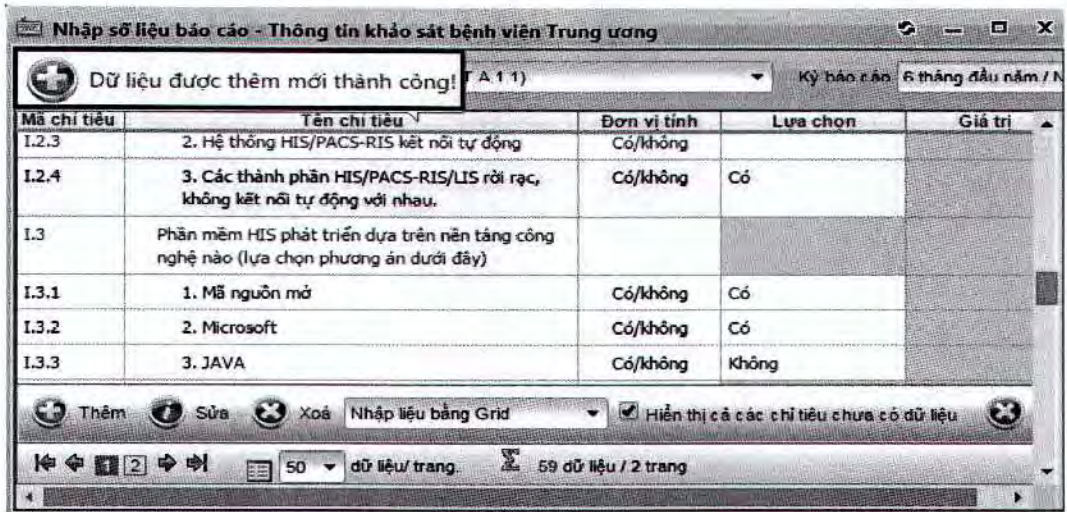 Nhập số liệu báo cáo - Thông tin khảo sát bệnh viên Trung ương
Dữ liệu được thêm mới thành công!
T A.1 1)
Kỳ báo cáo 6 tháng đầu năm / N
Mã chỉ tiêu Tên chỉ tiêu Đơn vị tính Lựa chọn Giá trị
I.2.3 2. Hệ thống HIS/PACS-RIS kết nối tự động Có/không
I.2.4 3. Các thành phần HIS/PACS-RIS/LIS rời rạc, Có/không Có
không kết nối tự động với nhau.
I.3 Phần mềm HIS phát triển dựa trên nền tảng công
nghệ nào (lựa chọn phương án dưới đây)
I.3.1 1. Mã nguồn mở Có/không Có
I.3.2 2. Microsoft Có/không Có
I.3.3 3. JAVA Có/không Không
Thêm Sửa Xoá Nhập liệu bằng Grid Hiển thị cả các chỉ tiêu chưa có dữ liệu
1 2 50 dữ liệu/ trang. Σ 59 dữ liệu / 2 trang